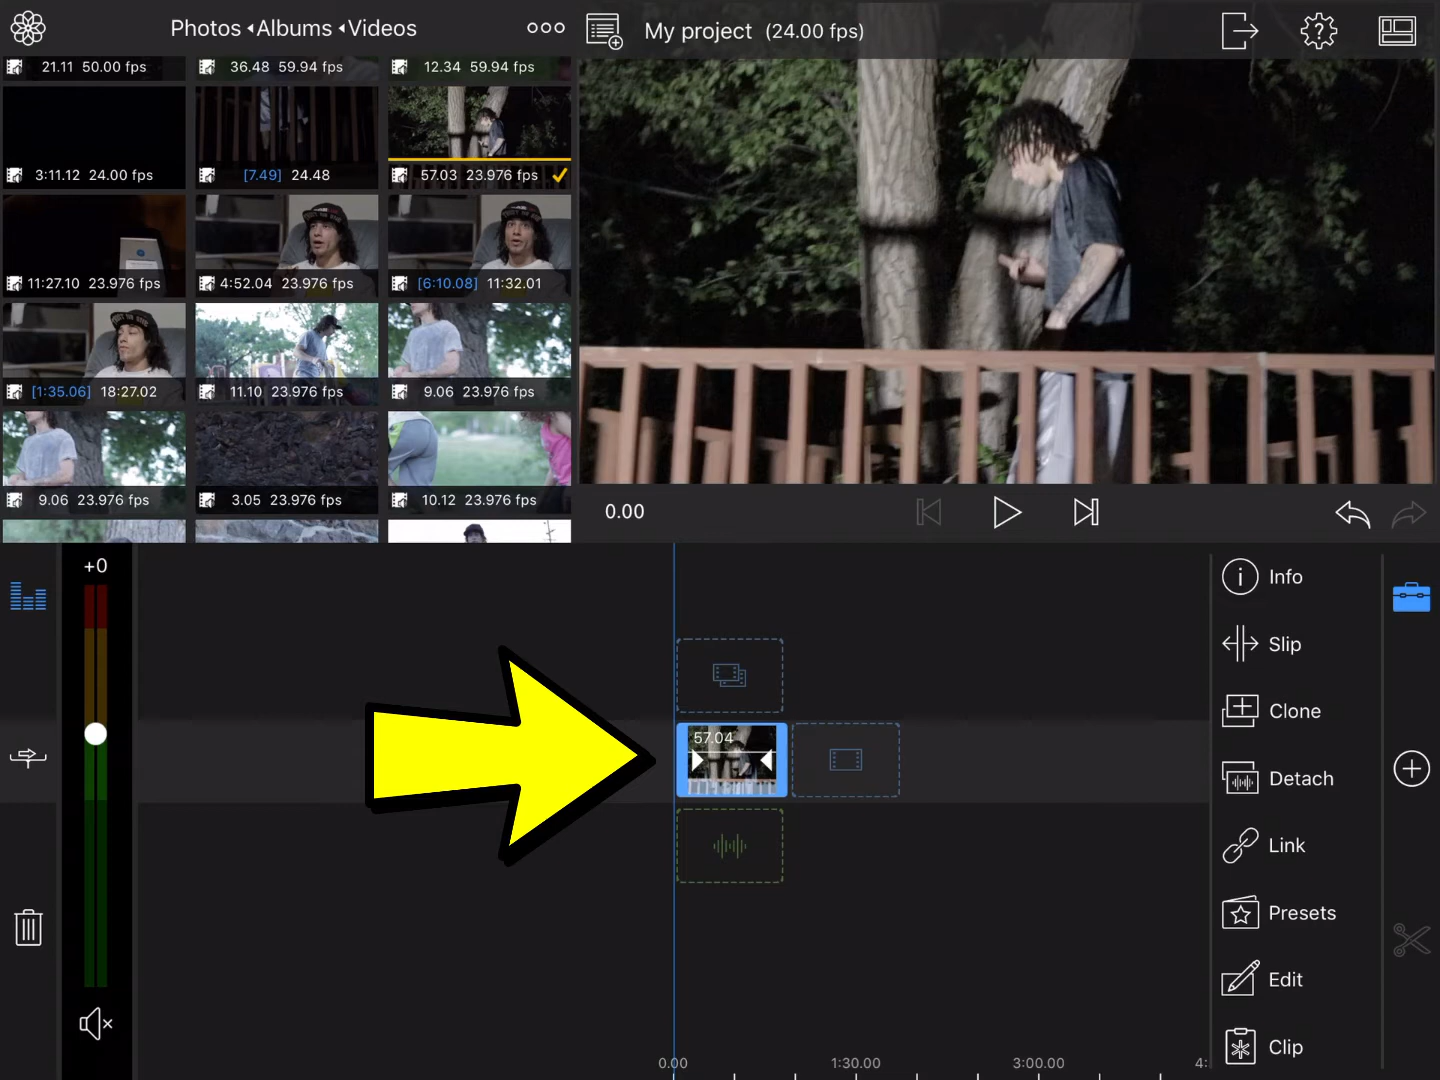 Photos Albums Videos
My project (24.00 fps)
21.11 50.00 fps
36.48 59.94 fps
12.34 59.94 fps
3:11.12 24.00 fps
[7.49] 24.48
57.03 23.976 fps
11:27.10 23.976 fps
4:52.04 23.976 fps
[6:10.08] 11:32.01
[1:35.06] 18:27.02
11.10 23.976 fps
9.06 23.976 fps
9.06 23.976 fps
3.05 23.976 fps
10.12 23.976 fps
0.00
+0
57.04
Info
Slip
Clone
Detach
Link
Presets
Edit
Clip
0.00
1:30.00
3:00.00
4: